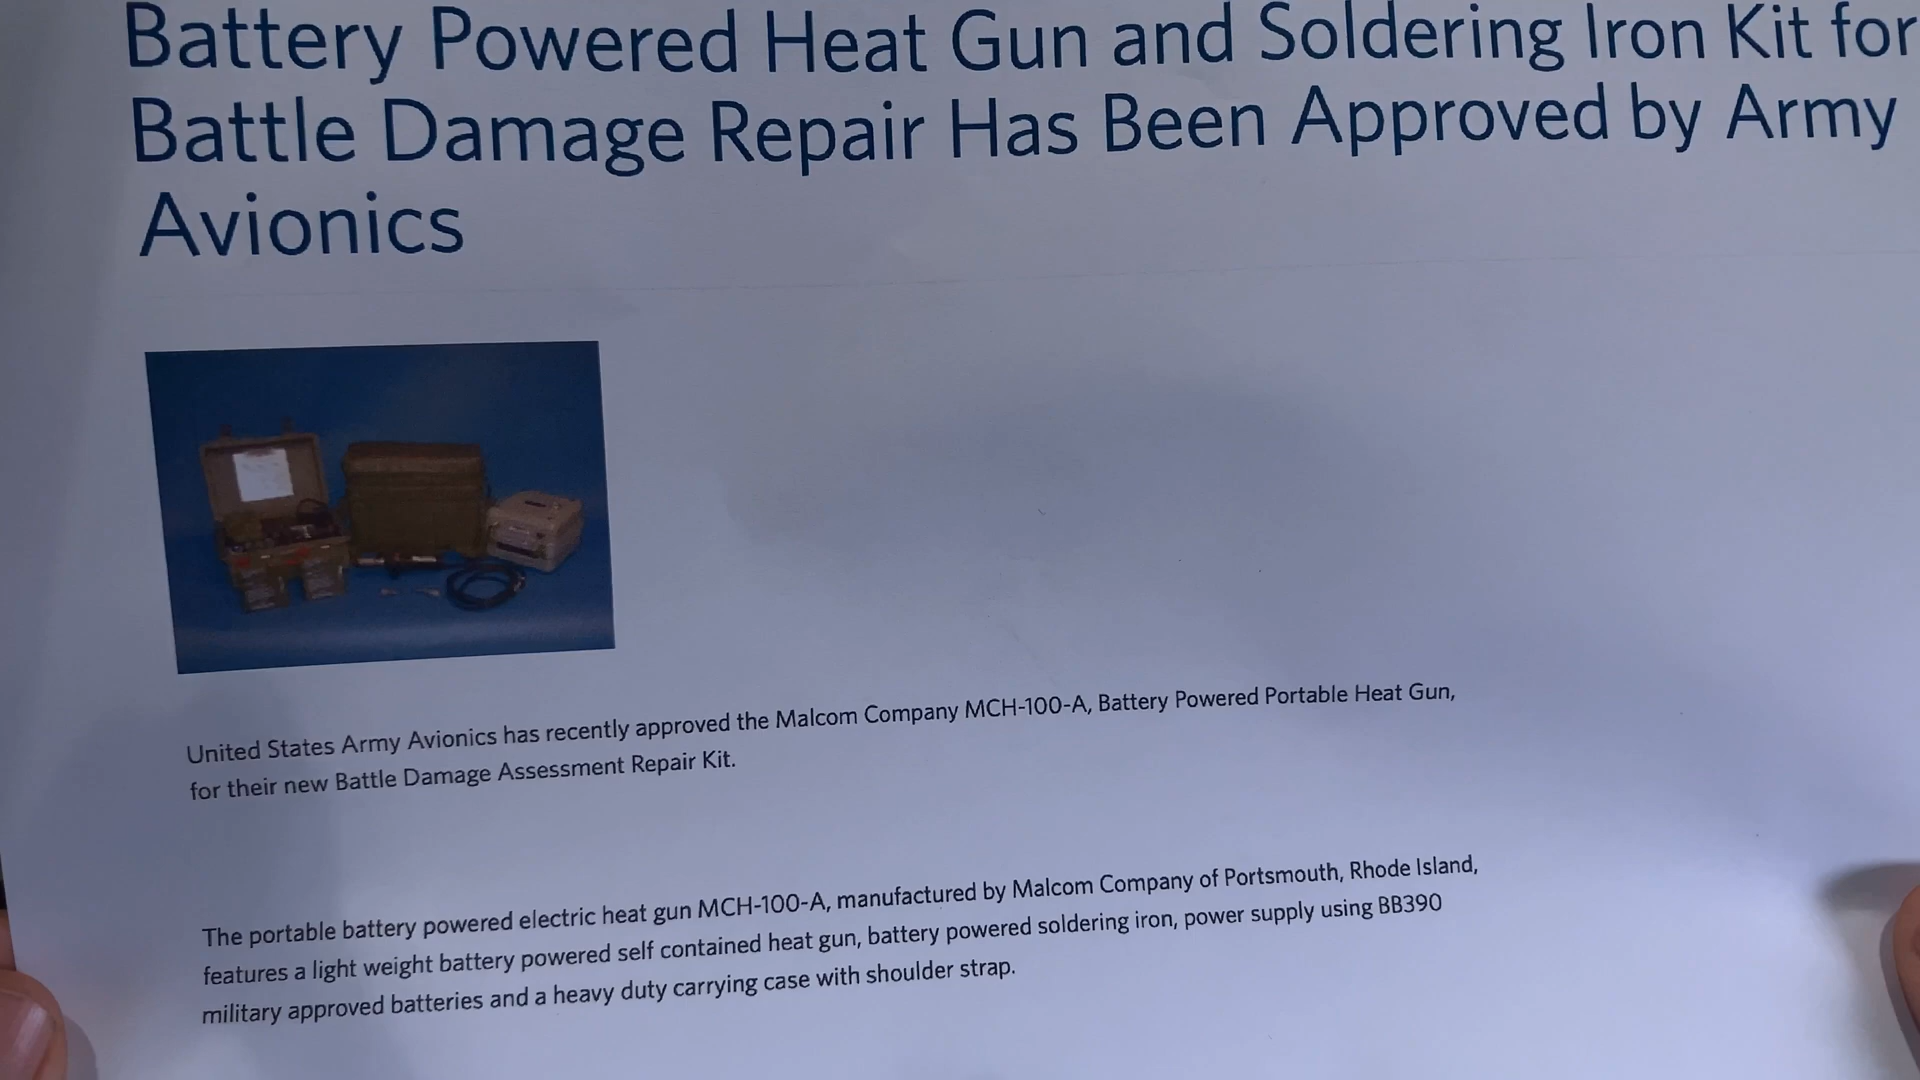 Battery Powered Heat Gun and Soldering Iron Kit for
Battle Damage Repair Has Been Approved by Army
Avionics
United States Army Avionics has recently approved the Malcom Company MCH-100-A, Battery Powered Portable Heat Gun,
for their new Battle Damage Assessment Repair Kit.
The portable battery powered electric heat gun MCH-100-A, manufactured by Malcom Company of Portsmouth, Rhode Island,
features a light weight battery powered self contained heat gun, battery powered soldering iron, power supply using BB390
military approved batteries and a heavy duty carrying case with shoulder strap.